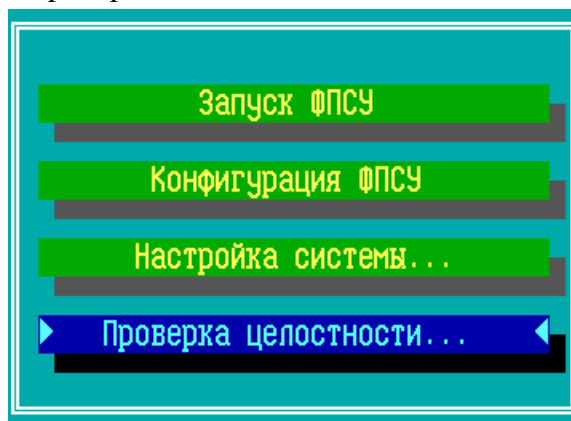 Запуск ФПСУ
Конфигурация ФПСУ
Настройка системы...
Проверка целостности...